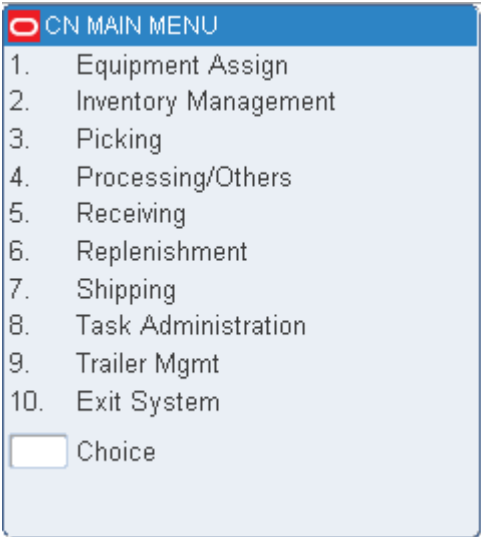 CN MAIN MENU
1. Equipment Assign
2. Inventory Management
3. Picking
4. Processing/Others
5. Receiving
6. Replenishment
7. Shipping
8. Task Administration
9. Trailer Mgmt
10. Exit System
Choice